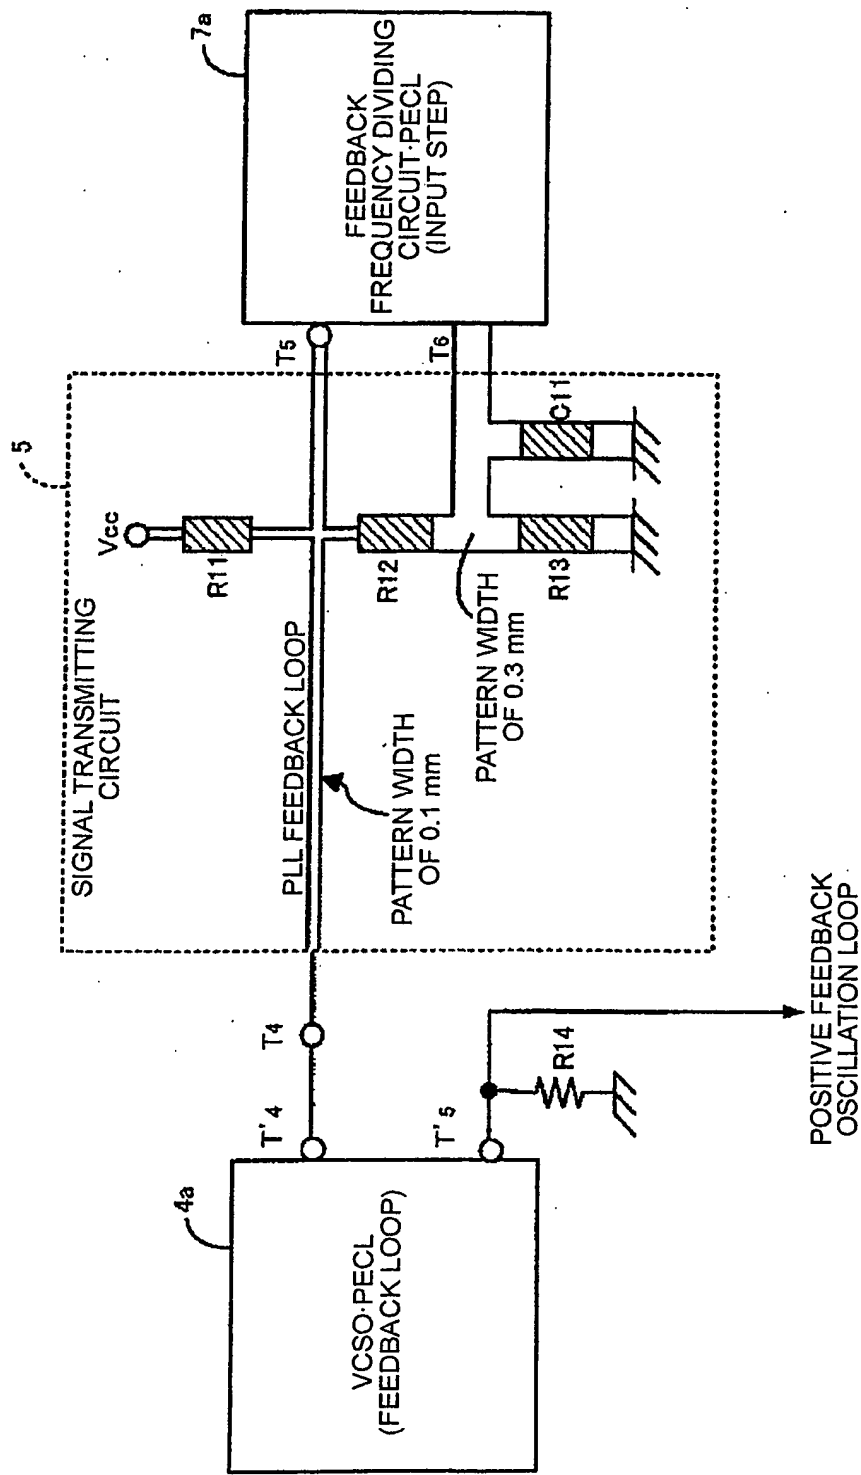 5
7a
SIGNAL TRANSMITTING
CIRCUIT
Vcc
R11
T5
FEEDBACK
FREQUENCY DIVIDING
CIRCUIT·PECL
(INPUT STEP)
4a
VCSO·PECL
(FEEDBACK LOOP)
T'4
T4
PLL FEEDBACK LOOP
R12
T6
PATTERN WIDTH
OF 0.1 mm
PATTERN WIDTH
OF 0.3 mm
R13
C11
T'5
R14
POSITIVE FEEDBACK
OSCILLATION LOOP